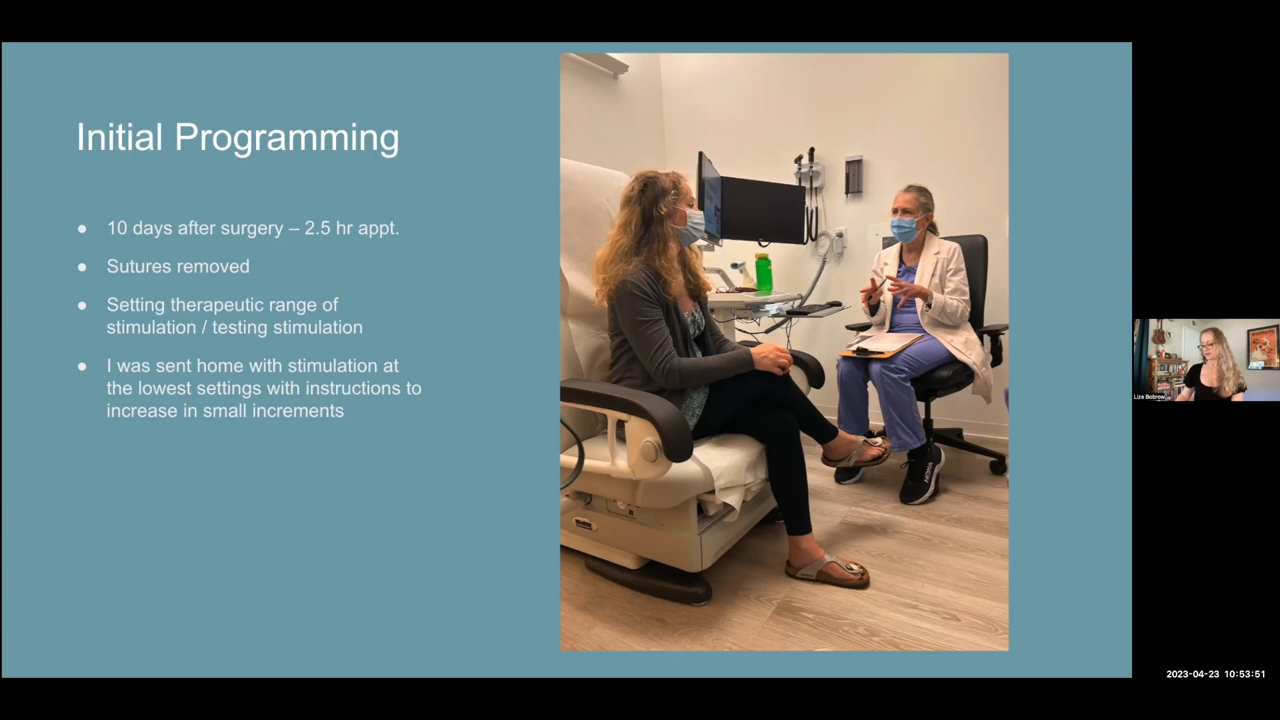 Initial Programming
● 10 days after surgery – 2.5 hr appt.
● Sutures removed
● Setting therapeutic range of
stimulation / testing stimulation
● I was sent home with stimulation at
the lowest settings with instructions to
increase in small increments
Liza Bobrow
2023-04-23 10:53:51